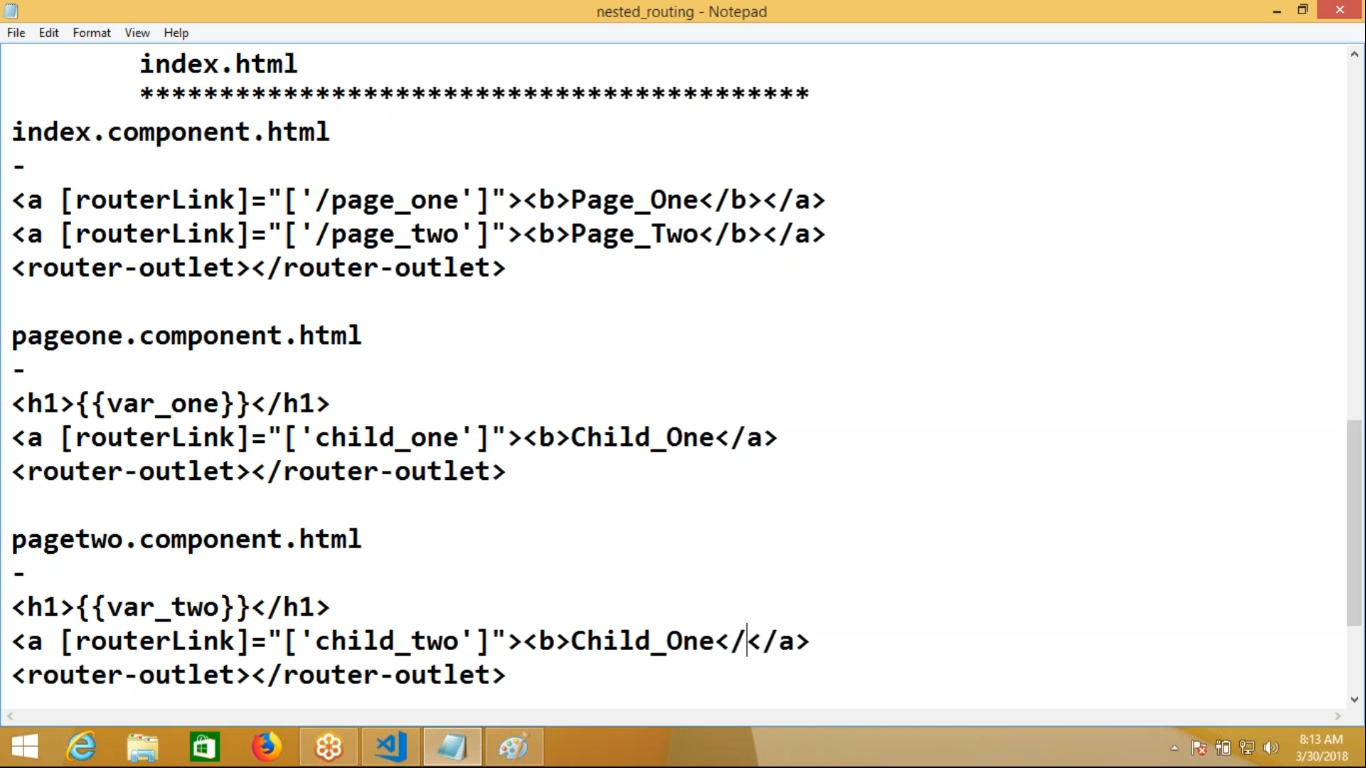 nested_routing - Notepad
File Edit Format View Help
index.html
******************************************
index.component.html
-
<a [routerLink]="['/page_one']"><b>Page_One</b></a>
<a [routerLink]="['/page_two']"><b>Page_Two</b></a>
<router-outlet></router-outlet>
pageone.component.html
-
<h1>{{var_one}}</h1>
<a [routerLink]="['child_one']"><b>Child_One</a>
<router-outlet></router-outlet>
pagetwo.component.html
-
<h1>{{var_two}}</h1>
<a [routerLink]="['child_two']"><b>Child_One</</a>
<router-outlet></router-outlet>
8:13 AM
3/30/2018